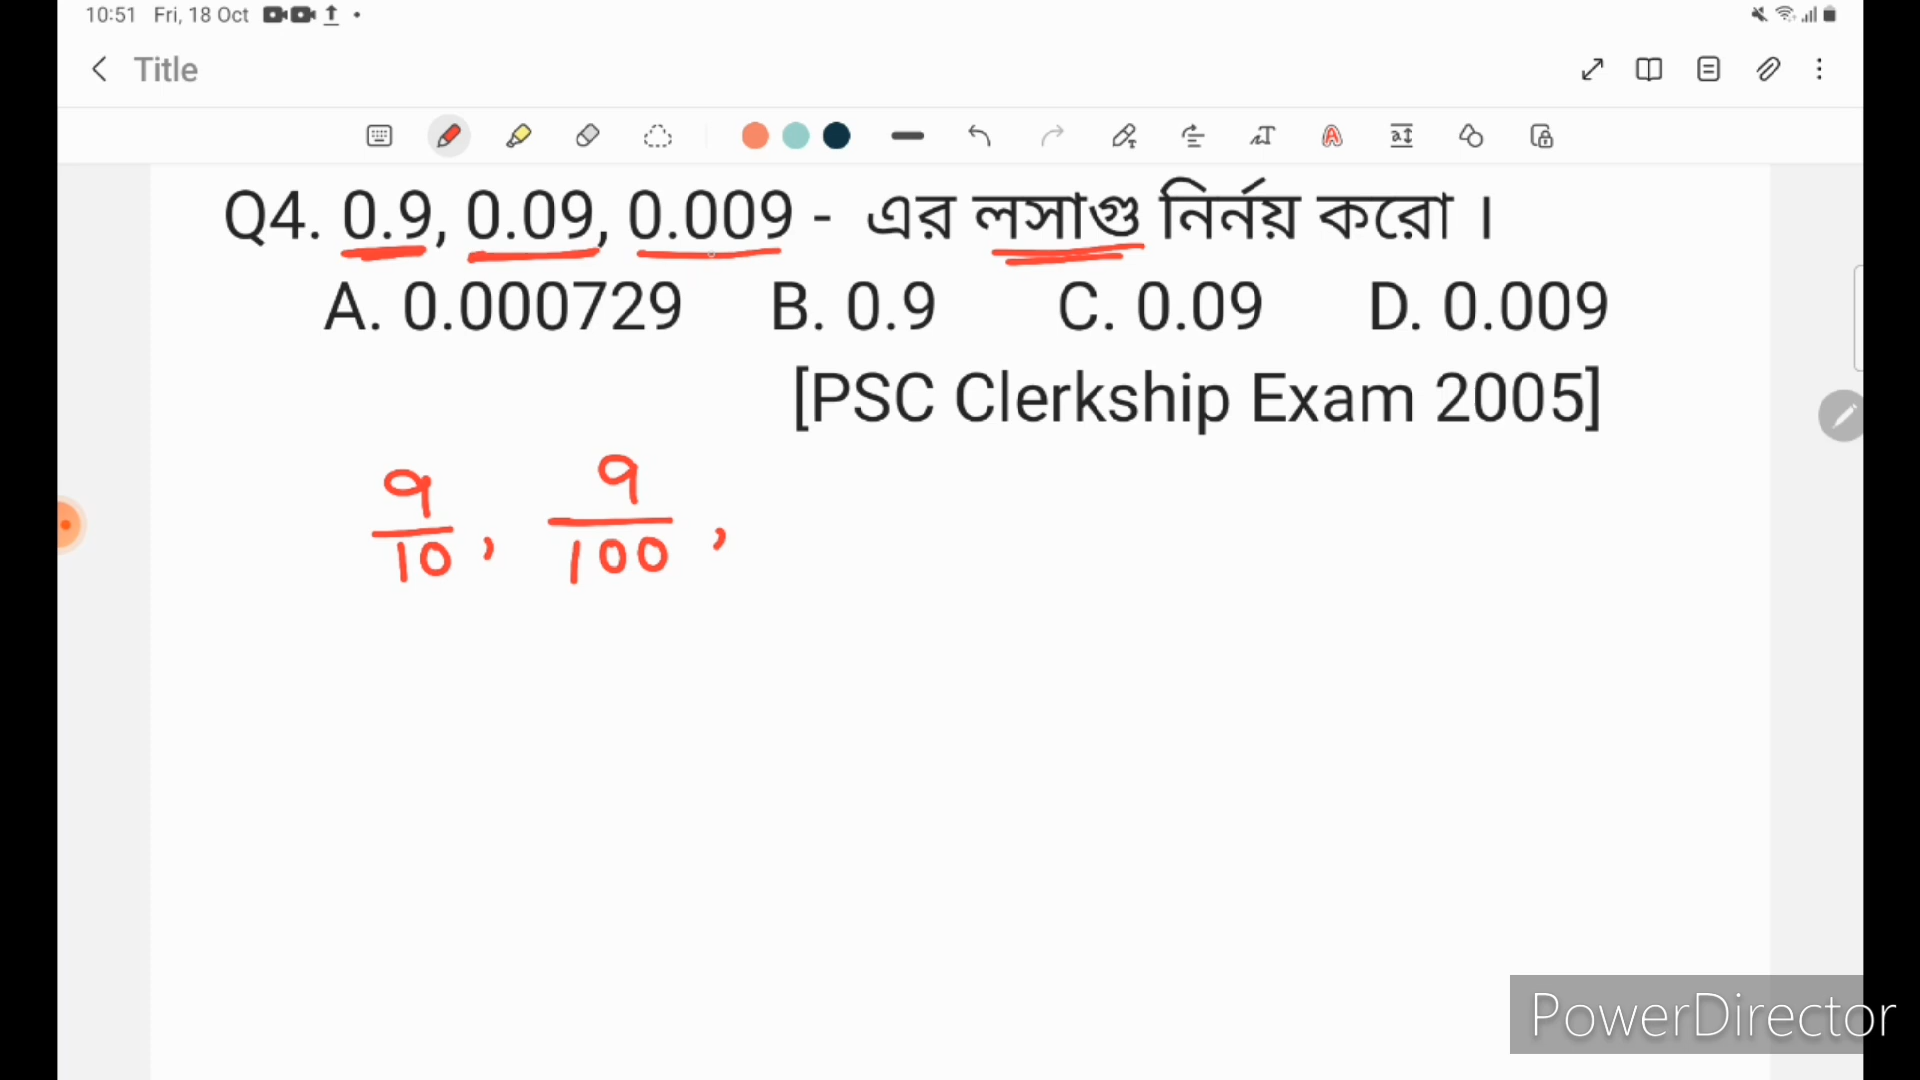 10:51 Fri, 18 Oct
Title
Q4. 0.9, 0.09, 0.009 - এর লসাগু নির্নয় করো ।
A. 0.000729 B. 0.9 C. 0.09 D. 0.009
[PSC Clerkship Exam 2005]
9/10, 9/100,
PowerDirector